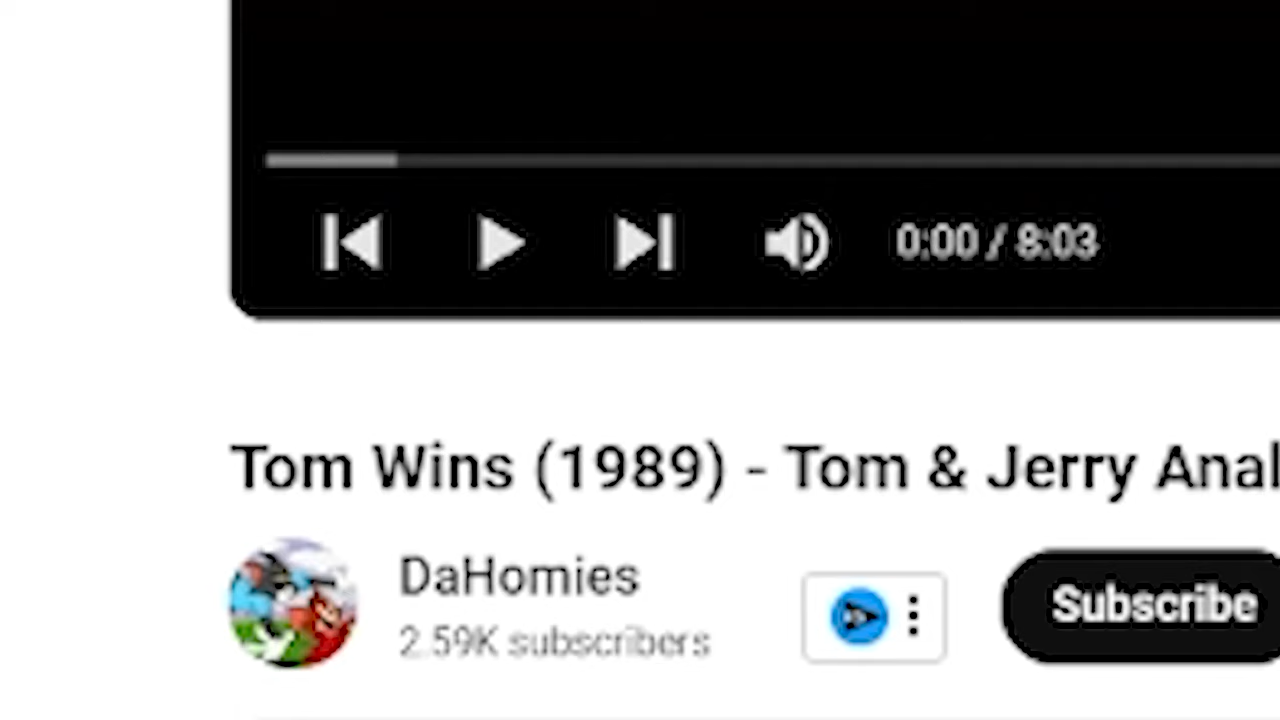 0:00 / 8:03
Tom Wins (1989) - Tom & Jerry Anal
DaHomies
2.59K subscribers
Subscribe